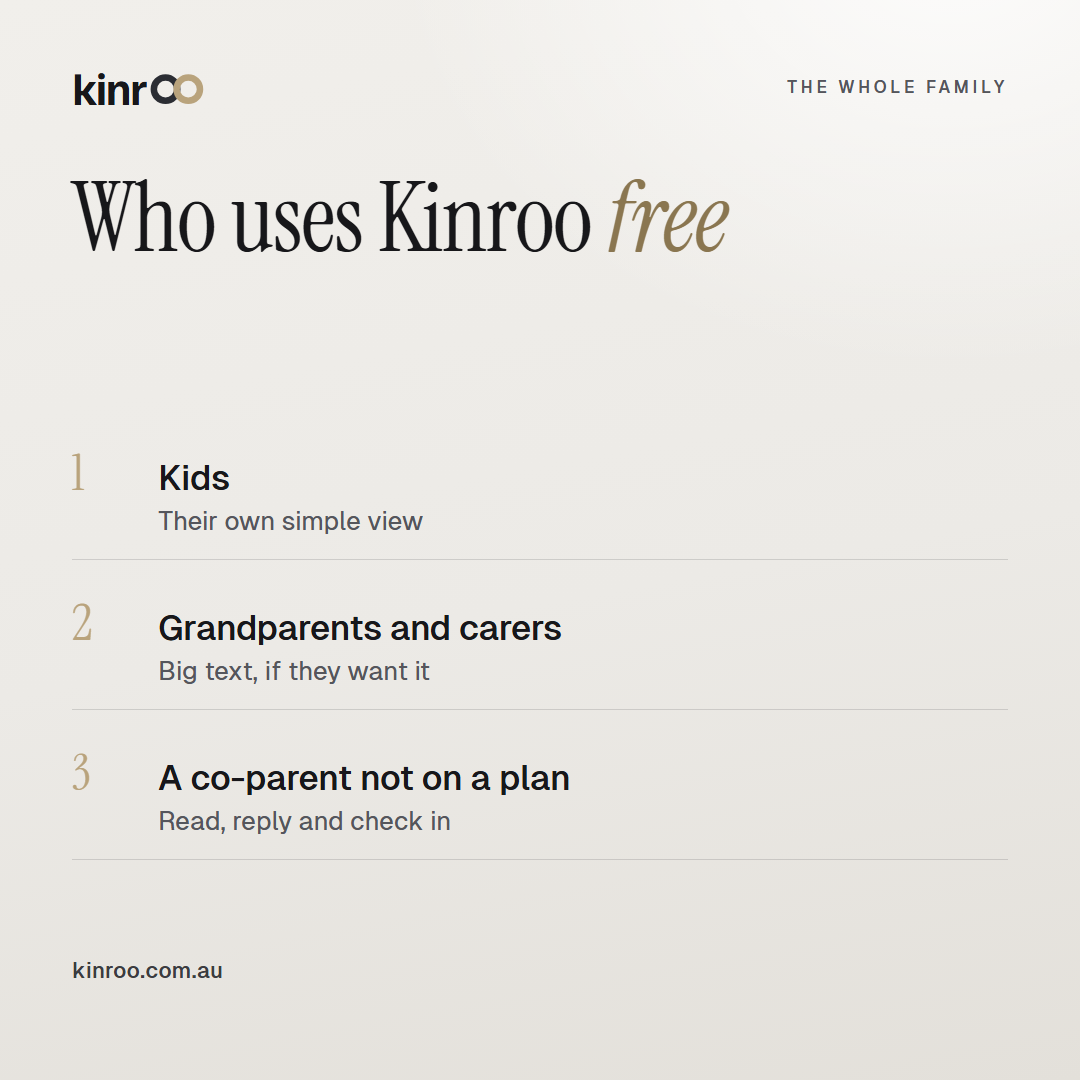 kinroo
THE WHOLE FAMILY
Who uses Kinroo free
1
Kids
Their own simple view
2
Grandparents and carers
Big text, if they want it
3
A co-parent not on a plan
Read, reply and check in
kinroo.com.au